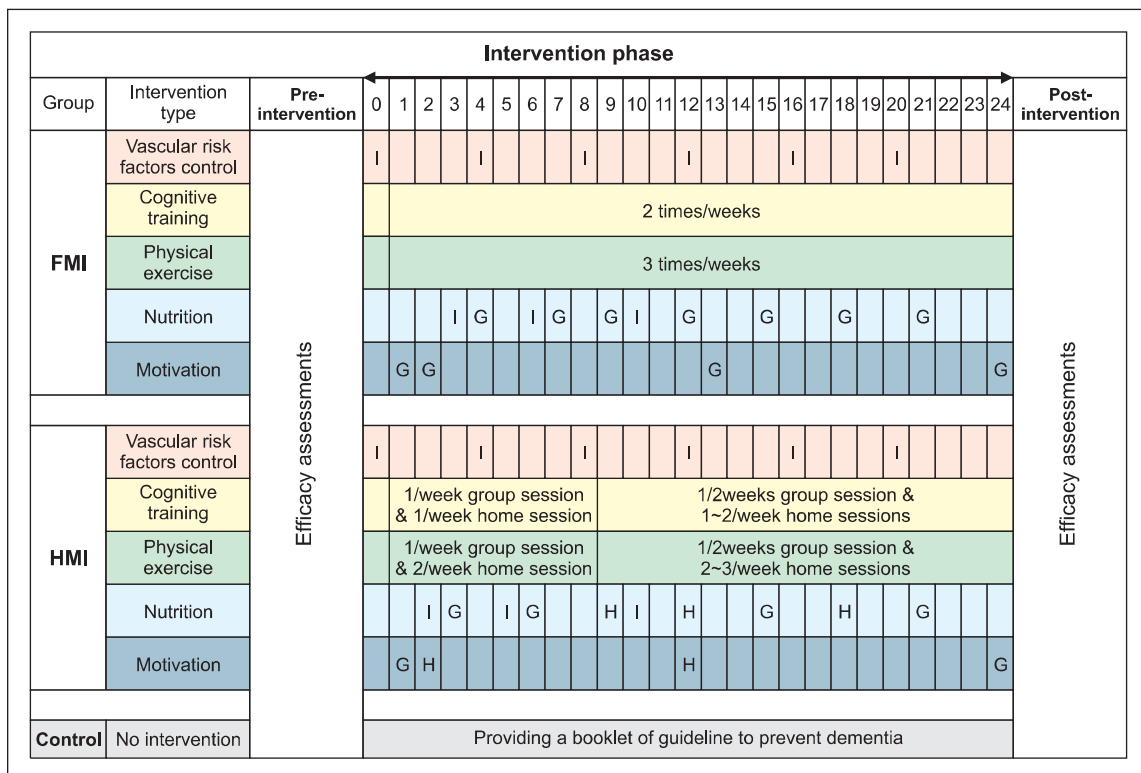 Intervention phase
Group
Intervention
type
Pre-
intervention
0 1 2 3 4 5 6 7 8 9 10 11 12 13 14 15 16 17 18 19 20 21 22 23 24
Post-
intervention
FMI
Vascular risk
factors control
I I I I I I
Cognitive
training
2 times/weeks
Physical
exercise
3 times/weeks
Nutrition
I G I G G I G G G G
Motivation
G G G G
Efficacy assessments
Efficacy assessments
HMI
Vascular risk
factors control
I I I I I I
Cognitive
training
1/week group session
& 1/week home session
1/2weeks group session &
1~2/week home sessions
Physical
exercise
1/week group session
& 2/week home session
1/2weeks group session &
2~3/week home sessions
Nutrition
I G I G H I H G H G
Motivation
G H H G
Control
No intervention
Providing a booklet of guideline to prevent dementia